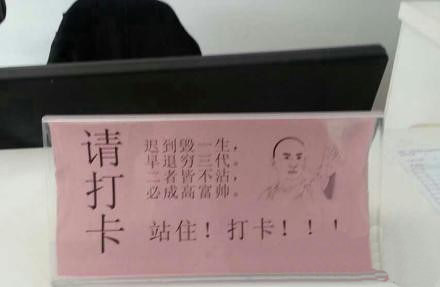 请打卡
迟到毁一生，
早退穷三代。
二者皆不沾，
必成高富帅。
站住！打卡！！！